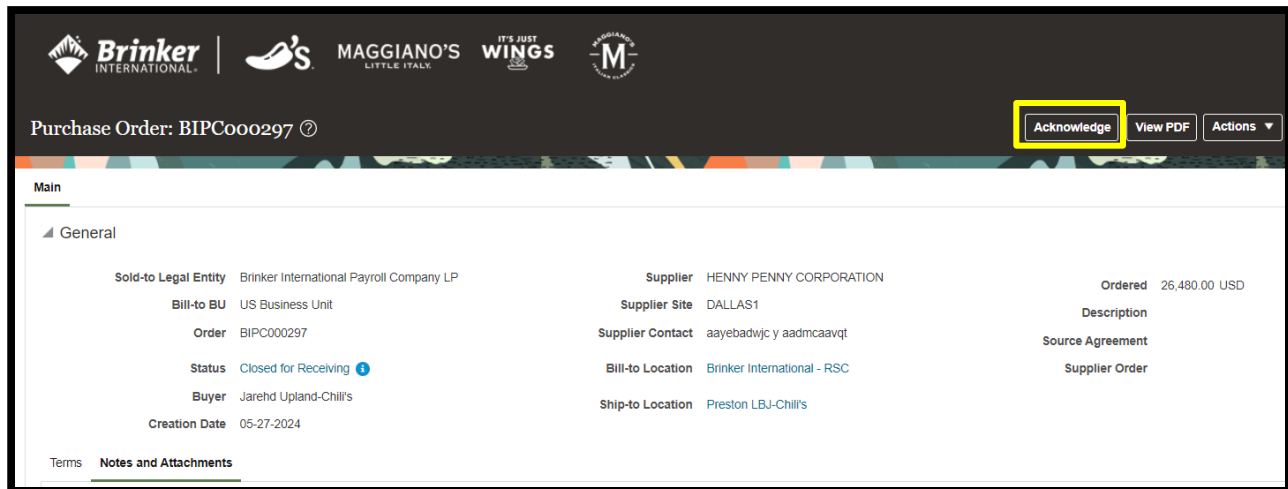 Brinker
INTERNATIONAL.
's
MAGGIANO'S
LITTLE ITALY.
IT'S JUST
WINGS
MAGGIANO'S
M
ITALIAN CLASSICS
Purchase Order: BIPC000297 ?
Acknowledge View PDF Actions
Main
General
Sold-to Legal Entity Brinker International Payroll Company LP
Bill-to BU US Business Unit
Order BIPC000297
Status Closed for Receiving i
Buyer Jarehd Upland-Chili's
Creation Date 05-27-2024
Supplier HENNY PENNY CORPORATION
Supplier Site DALLAS1
Supplier Contact aayebadwjc y aadmcaavqt
Bill-to Location Brinker International - RSC
Ship-to Location Preston LBJ-Chili's
Ordered 26,480.00 USD
Description
Source Agreement
Supplier Order
Terms Notes and Attachments